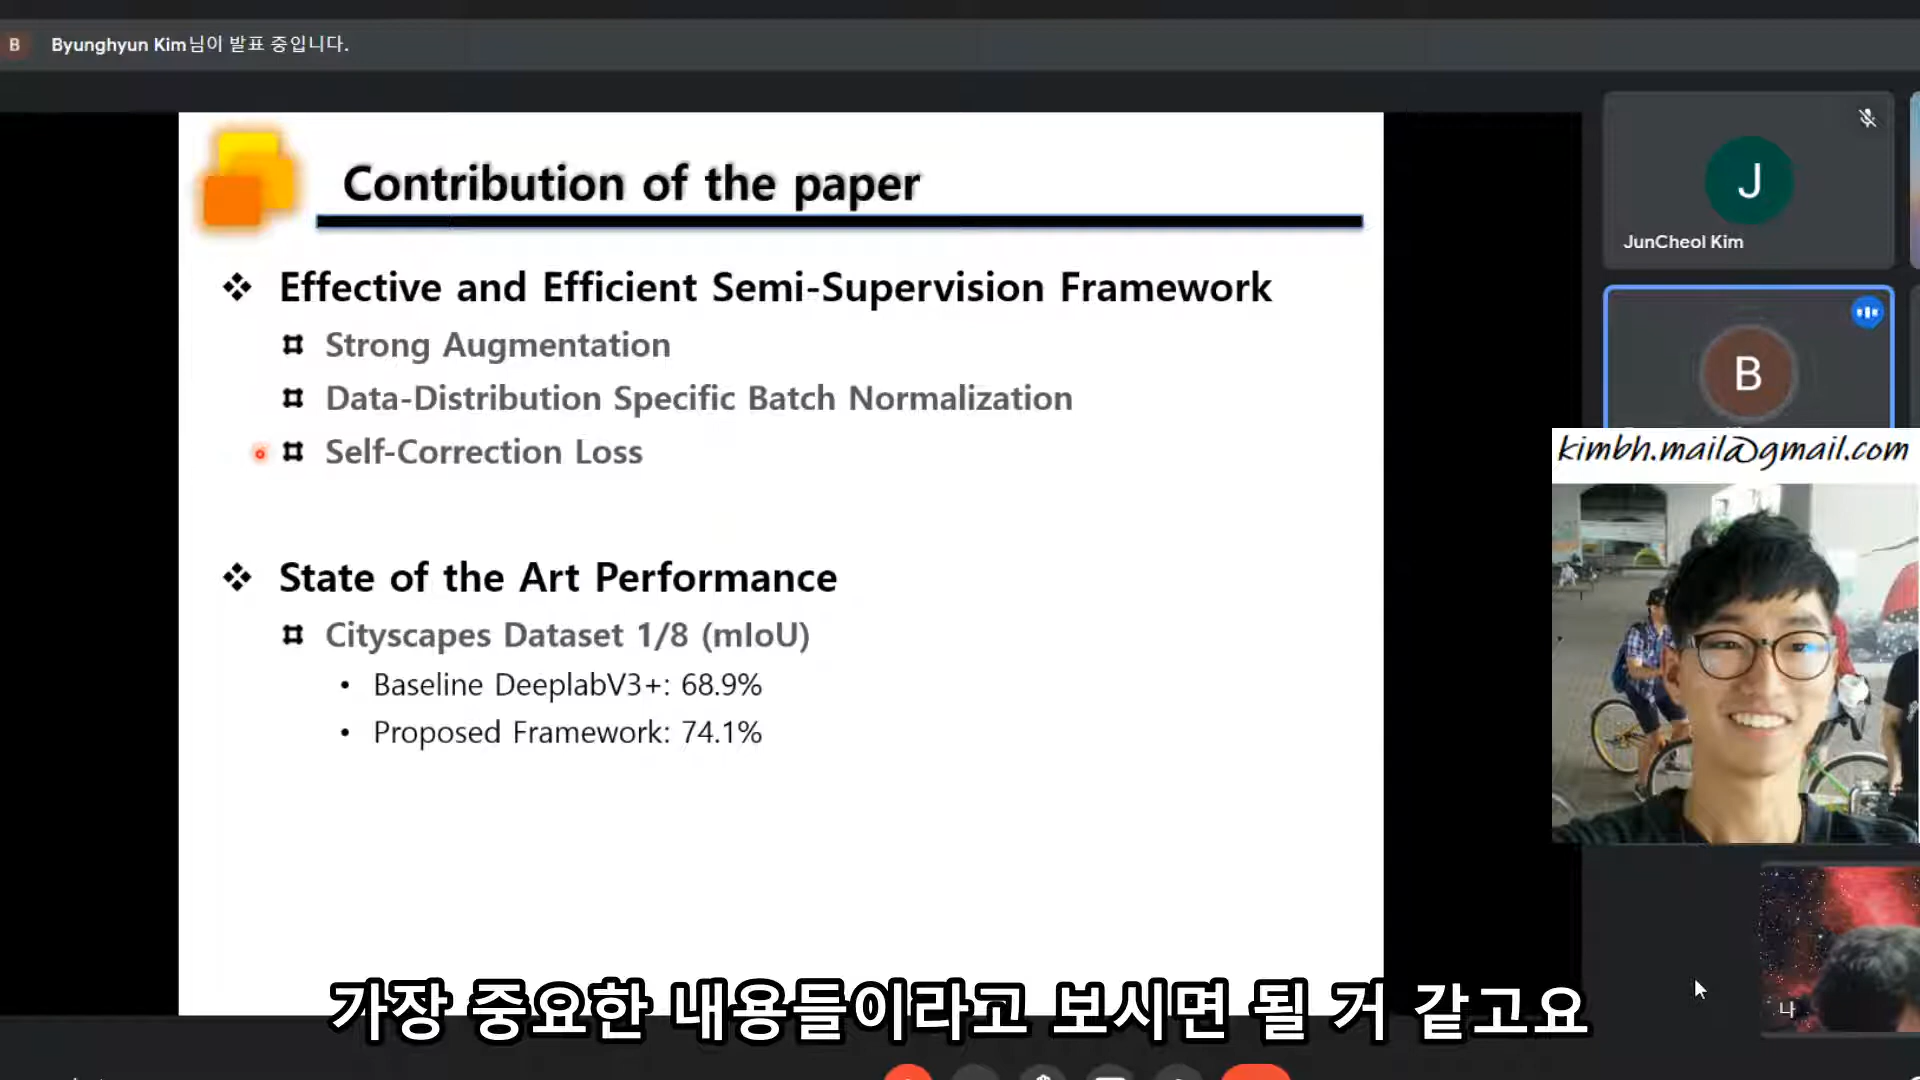 B Byunghyun Kim님이 발표 중입니다.
Contribution of the paper
Effective and Efficient Semi-Supervision Framework
Strong Augmentation
Data-Distribution Specific Batch Normalization
Self-Correction Loss
State of the Art Performance
Cityscapes Dataset 1/8 (mIoU)
• Baseline DeeplabV3+: 68.9%
• Proposed Framework: 74.1%
J
JunCheol Kim
B
kimbh.mail@gmail.com
나
가장 중요한 내용들이라고 보시면 될 거 같고요